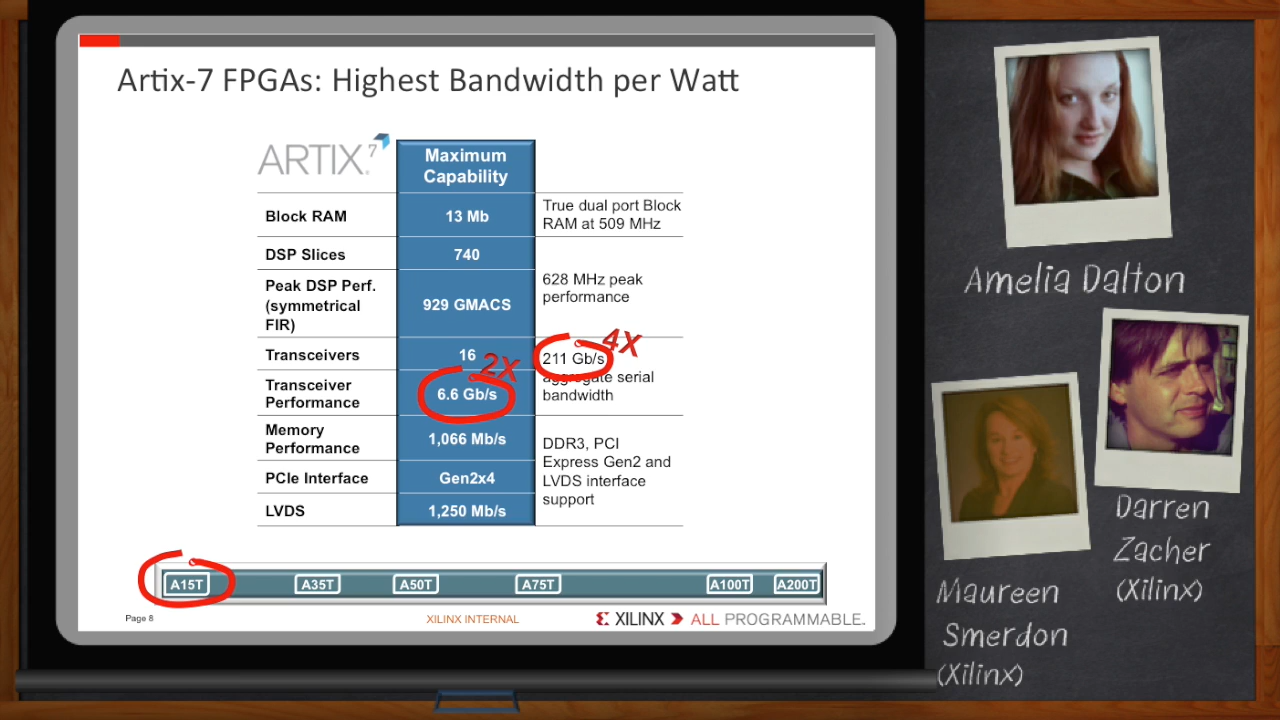 Artix-7 FPGAs: Highest Bandwidth per Watt
ARTIX.7
Maximum
Capability
Block RAM
13 Mb
True dual port Block
RAM at 509 MHz
DSP Slices
740
628 MHz peak
performance
Peak DSP Perf.
(symmetrical
FIR)
929 GMACS
Transceivers
16
2X
211 Gb/s
4X
aggregate serial
bandwidth
Transceiver
Performance
6.6 Gb/s
Memory
Performance
1,066 Mb/s
DDR3, PCI
Express Gen2 and
LVDS interface
support
PCIe Interface
Gen2x4
LVDS
1,250 Mb/s
A15T
A35T
A50T
A75T
A100T
A200T
Page 8
XILINX INTERNAL
XILINX
ALL PROGRAMMABLE.
Amelia Dalton
Darren
Zacher
(Xilinx)
Maureen
Smerdon
(Xilinx)